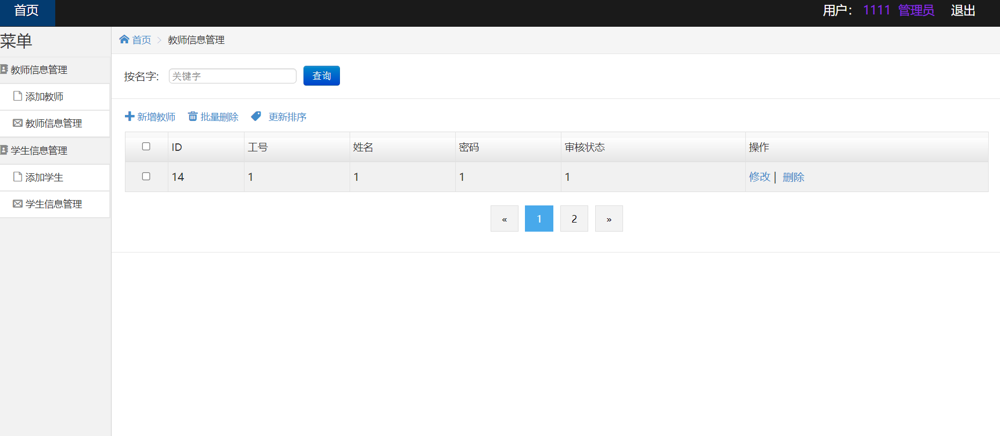 首页
用户： 1111 管理员 退出
菜单
教师信息管理
添加教师
教师信息管理
学生信息管理
添加学生
学生信息管理
首页 > 教师信息管理
按名字: 关键字 查询
新增教师 批量删除 更新排序
ID 工号 姓名 密码 审核状态 操作
14 1 1 1 1 修改 | 删除
« 1 2 »